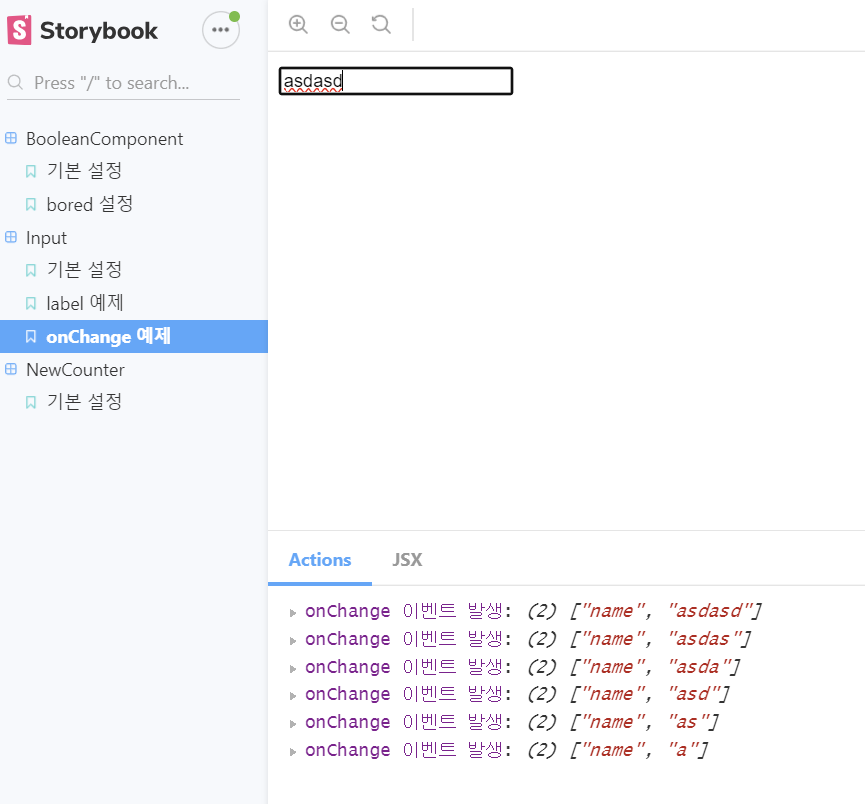 Storybook
Press "/" to search...
BooleanComponent
기본 설정
bored 설정
Input
기본 설정
label 예제
onChange 예제
NewCounter
기본 설정
asdasd
Actions
JSX
onChange 이벤트 발생: (2) ["name", "asdasd"]
onChange 이벤트 발생: (2) ["name", "asdas"]
onChange 이벤트 발생: (2) ["name", "asda"]
onChange 이벤트 발생: (2) ["name", "asd"]
onChange 이벤트 발생: (2) ["name", "as"]
onChange 이벤트 발생: (2) ["name", "a"]